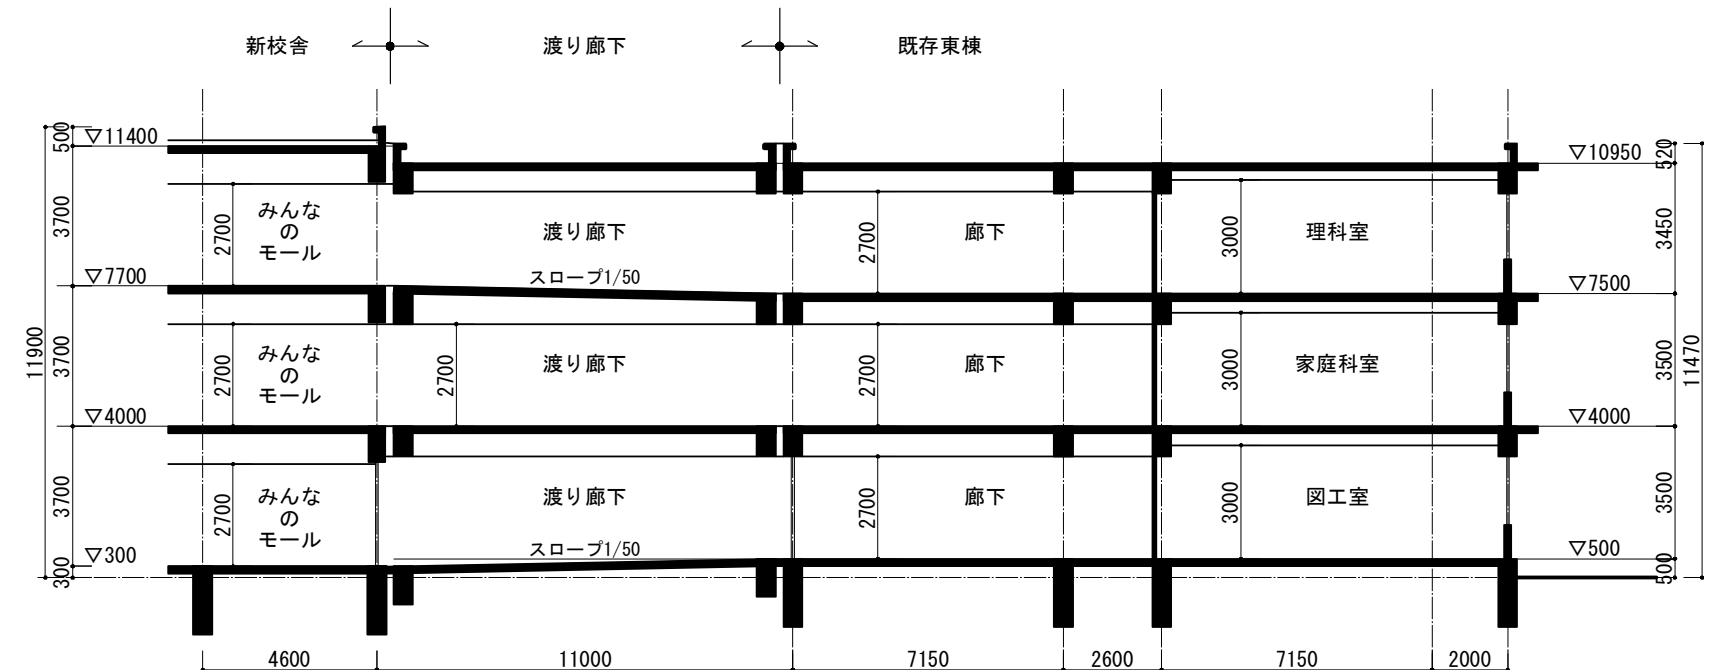 新校舎
渡り廊下
既存東棟
500
▽11400
▽10950
520
3700
2700
みんな
の
モール
渡り廊下
2700
廊下
3000
理科室
3450
▽7700
スロープ1/50
▽7500
11900
3700
2700
みんな
の
モール
2700
渡り廊下
2700
廊下
3000
家庭科室
3500
11470
▽4000
▽4000
3700
2700
みんな
の
モール
渡り廊下
2700
廊下
3000
図工室
3500
▽300
スロープ1/50
▽500
300
500
4600
11000
7150
2600
7150
2000